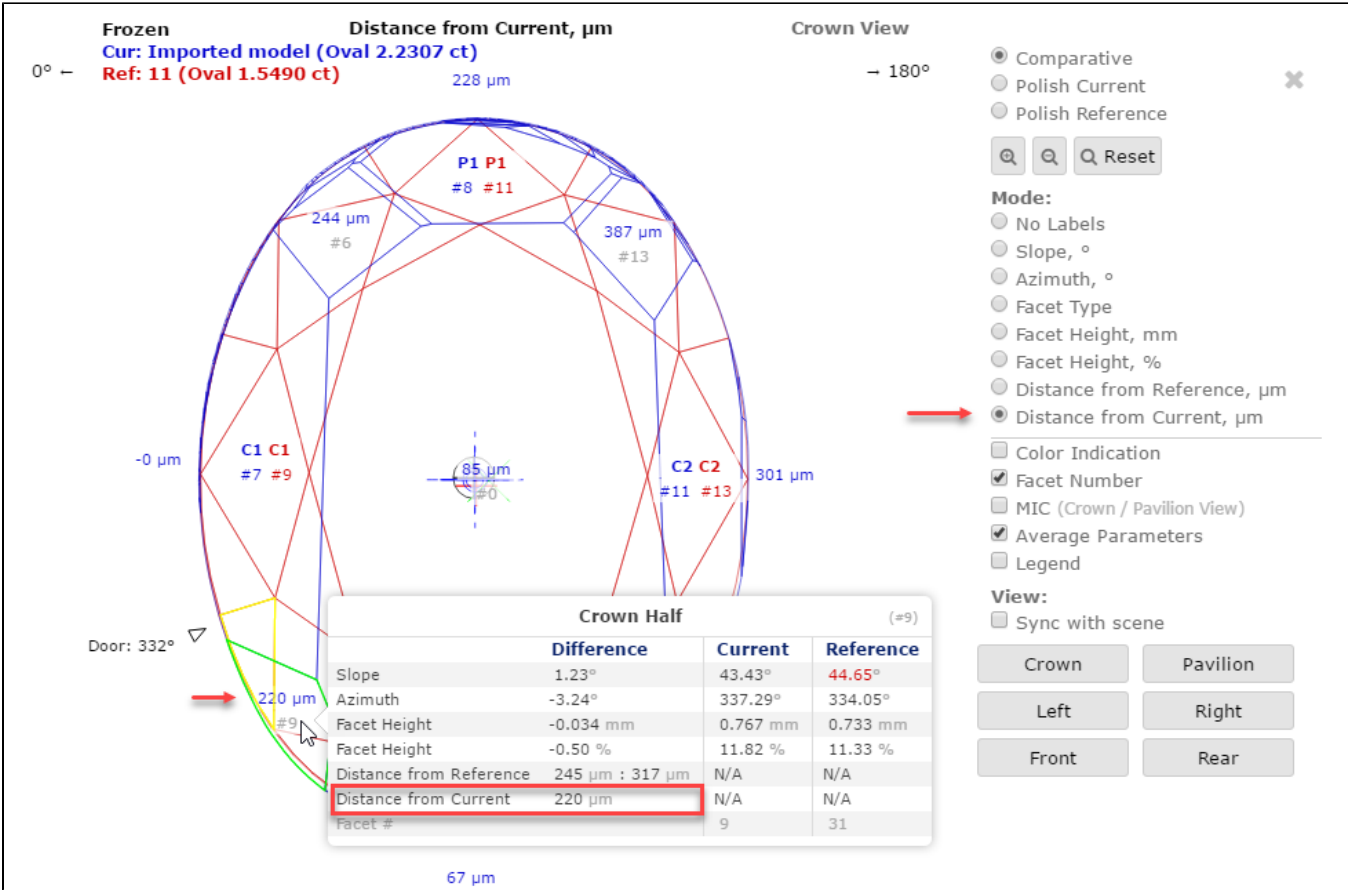 Frozen
Distance from Current, µm
Crown View
Cur: Imported model (Oval 2.2307 ct)
0° ←
Ref: 11 (Oval 1.5490 ct)
→ 180°
228 µm
P1 P1
#8 #11
244 µm
#6
387 µm
#13
C1 C1
#7 #9
-0 µm
85 µm
#0
C2 C2
#11 #13
301 µm
Door: 332°
220 µm
#9
67 µm
Crown Half (#9)
Difference Current Reference
Slope 1.23° 43.43° 44.65°
Azimuth -3.24° 337.29° 334.05°
Facet Height -0.034 mm 0.767 mm 0.733 mm
Facet Height -0.50 % 11.82 % 11.33 %
Distance from Reference 245 µm : 317 µm N/A N/A
Distance from Current 220 µm N/A N/A
Facet # 9 31
Comparative
Polish Current
Polish Reference
Reset
Mode:
No Labels
Slope, °
Azimuth, °
Facet Type
Facet Height, mm
Facet Height, %
Distance from Reference, µm
Distance from Current, µm
Color Indication
Facet Number
MIC (Crown / Pavilion View)
Average Parameters
Legend
View:
Sync with scene
Crown Pavilion
Left Right
Front Rear